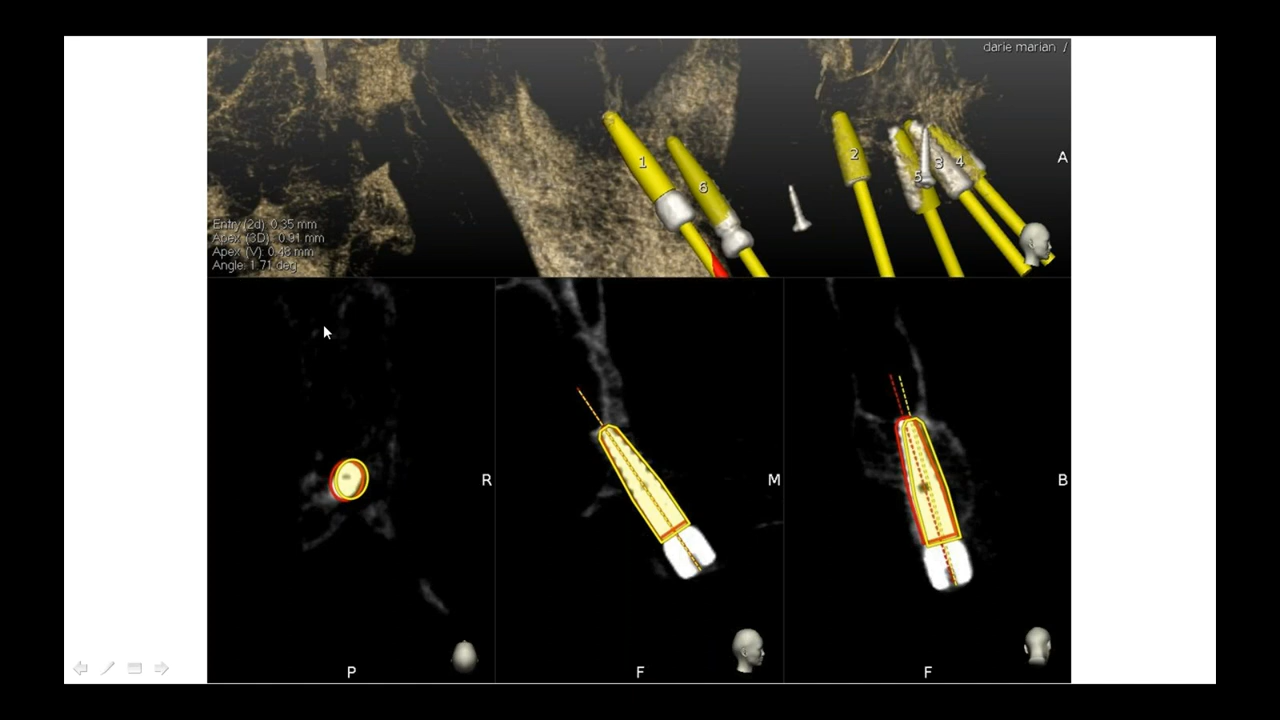 darie marian /
1
6
2
5
3
4
A
Entry (2d): 0.35 mm
Apex (3D): 0.91 mm
Apex (V): 0.48 mm
Angle: 1.71 deg
R
M
B
P
F
F